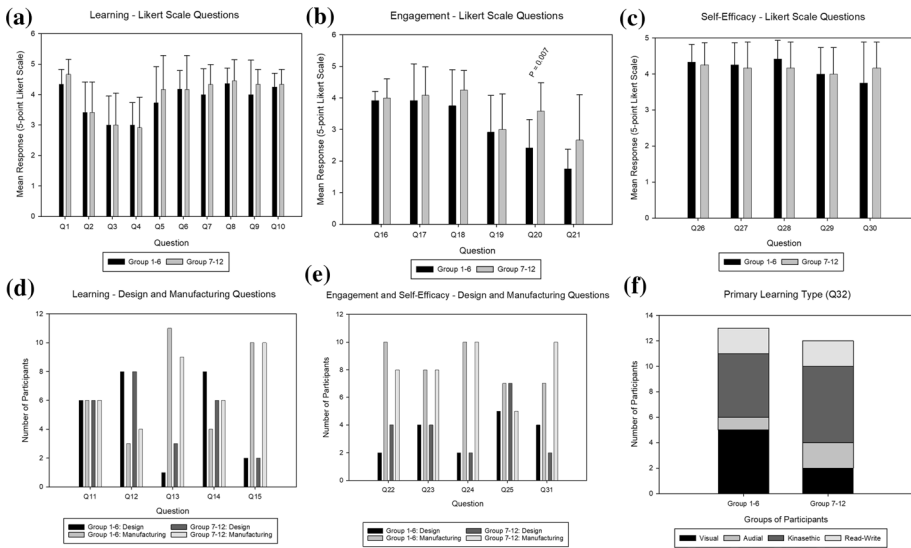 (a)
Learning - Likert Scale Questions
Mean Response (5-point Likert Scale)
6
5
4
3
2
1
0
Q1 Q2 Q3 Q4 Q5 Q6 Q7 Q8 Q9 Q10
Question
Group 1-6 Group 7-12
(b)
Engagement - Likert Scale Questions
Mean Response (5-point Likert Scale)
6
5
4
3
2
1
0
P = 0.007
Q16 Q17 Q18 Q19 Q20 Q21
Question
Group 1-6 Group 7-12
(c)
Self-Efficacy - Likert Scale Questions
Mean Response (5-point Likert Scale)
5
4
3
2
1
0
Q26 Q27 Q28 Q29 Q30
Question
Group 1-6 Group 7-12
(d)
Learning - Design and Manufacturing Questions
Number of Participants
12
10
8
6
4
2
0
Q11 Q12 Q13 Q14 Q15
Question
Group 1-6: Design Group 7-12: Design
Group 1-6: Manufacturing Group 7-12: Manufacturing
(e)
Engagement and Self-Efficacy - Design and Manufacturing Questions
Number of Participants
12
10
8
6
4
2
0
Q22 Q23 Q24 Q25 Q31
Question
Group 1-6: Design Group 7-12: Design
Group 1-6: Manufacturing Group 7-12: Manufacturing
(f)
Primary Learning Type (Q32)
Number of Participants
14
12
10
8
6
4
2
0
Group 1-6 Group 7-12
Groups of Participants
Visual Audial Kinasethic Read-Write